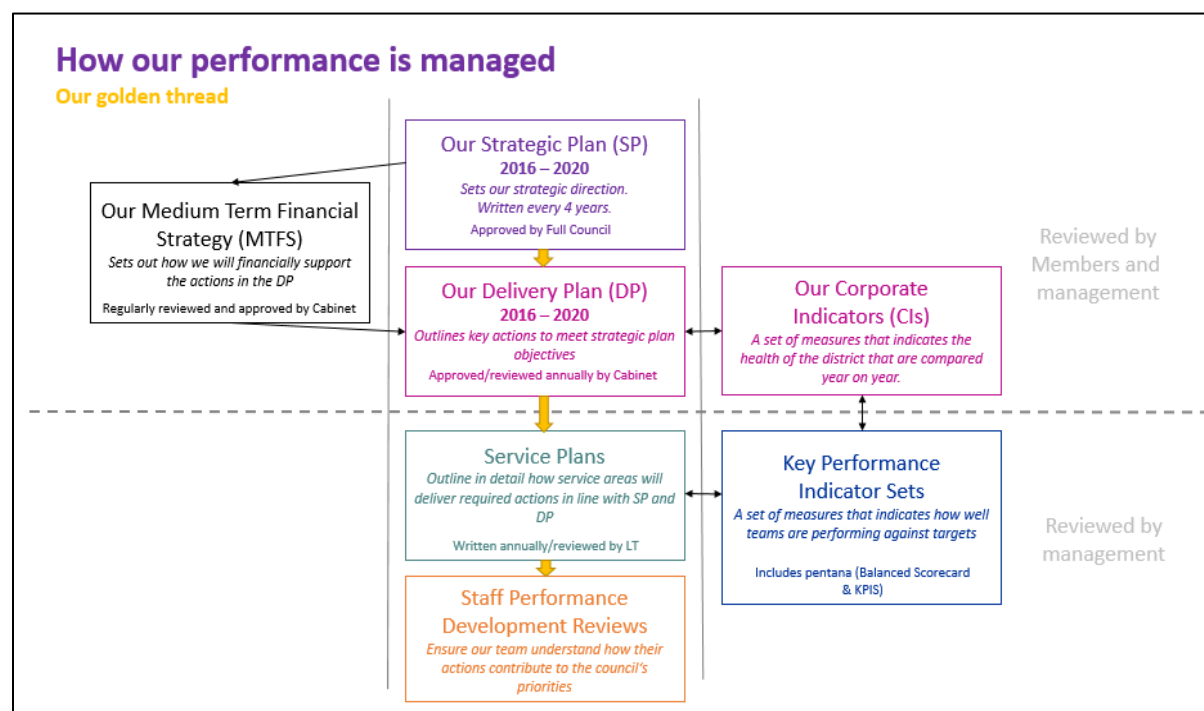 How our performance is managed
Our golden thread
Our Strategic Plan (SP)
2016 – 2020
Sets our strategic direction.
Written every 4 years.
Approved by Full Council
Our Medium Term Financial
Strategy (MTFS)
Sets out how we will financially support
the actions in the DP
Regularly reviewed and approved by Cabinet
Reviewed by
Members and
management
Our Delivery Plan (DP)
2016 – 2020
Outlines key actions to meet strategic plan
objectives
Approved/reviewed annually by Cabinet
Our Corporate
Indicators (CIs)
A set of measures that indicates the
health of the district that are compared
year on year.
Service Plans
Outline in detail how service areas will
deliver required actions in line with SP and
DP
Written annually/reviewed by LT
Key Performance
Indicator Sets
A set of measures that indicates how well
teams are performing against targets
Includes pentana (Balanced Scorecard
& KPIS)
Reviewed by
management
Staff Performance
Development Reviews
Ensure our team understand how their
actions contribute to the council's
priorities